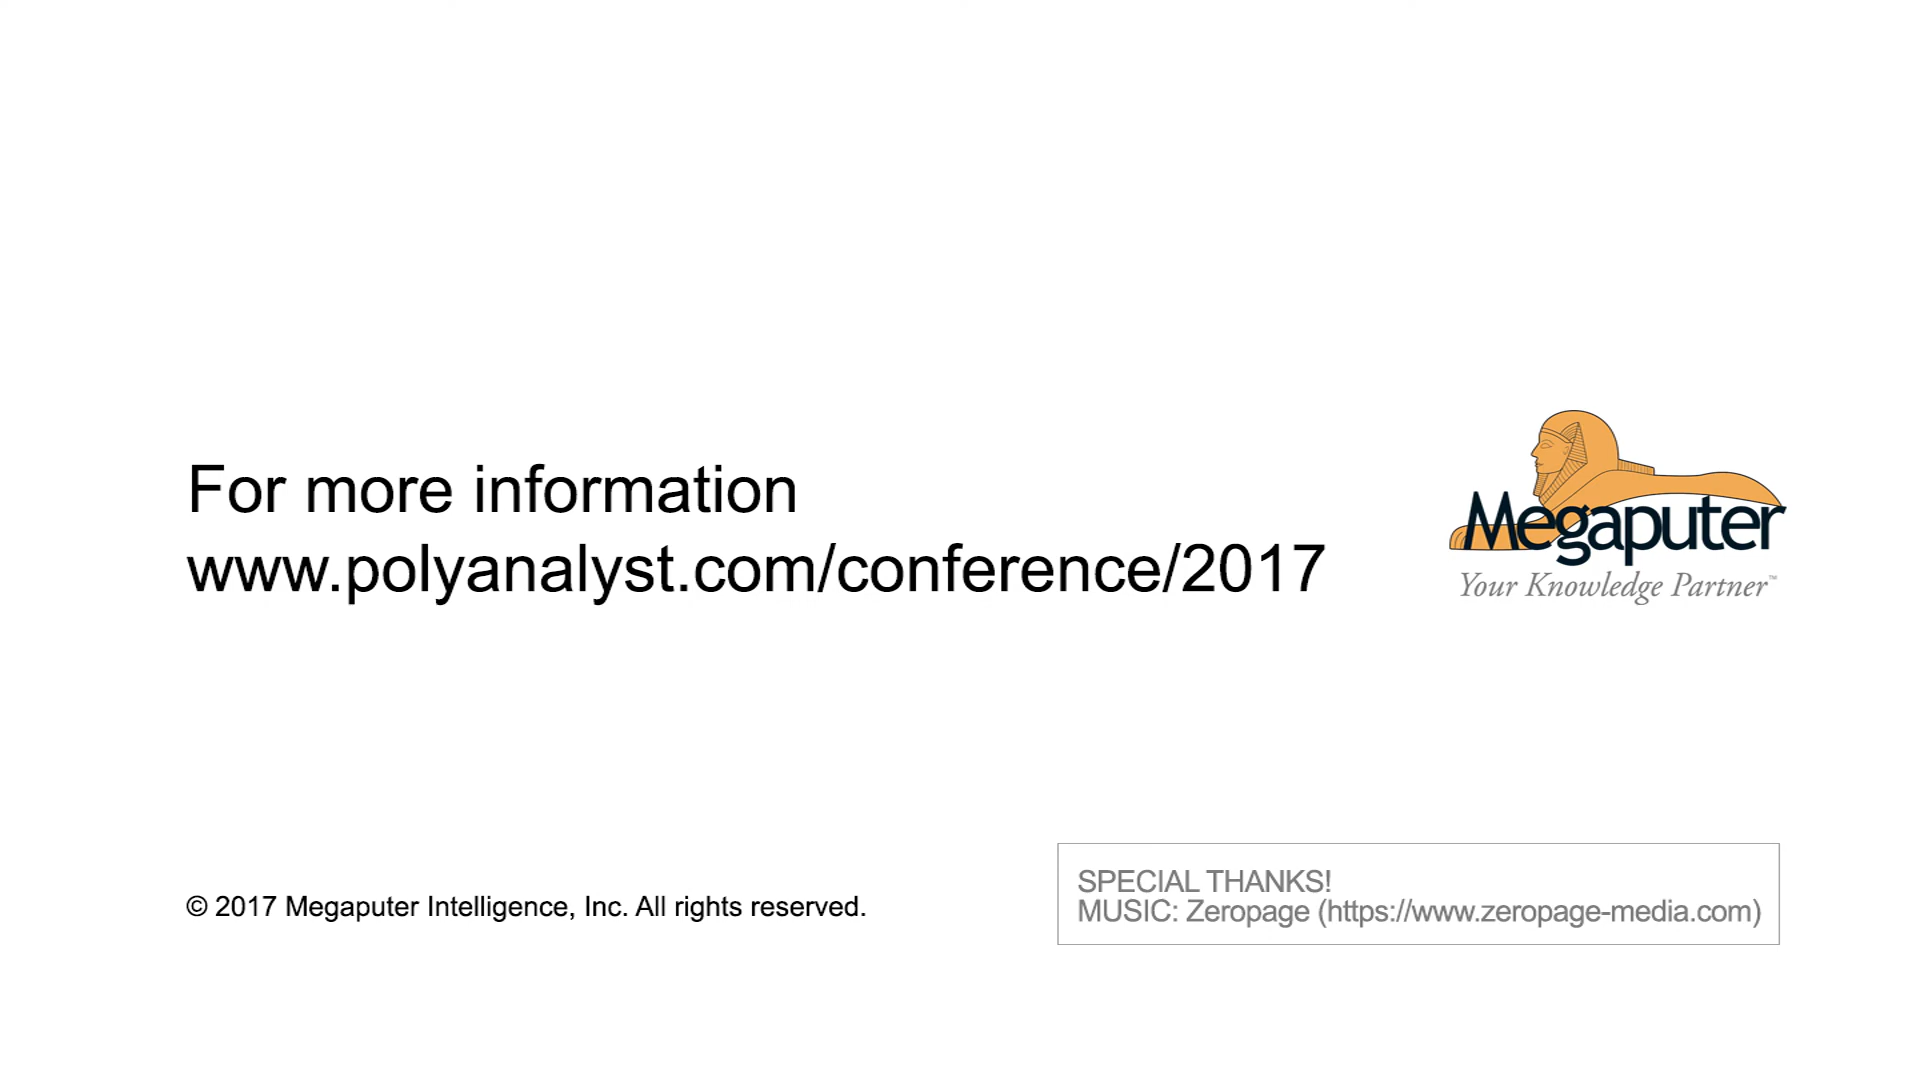 For more information
www.polyanalyst.com/conference/2017
Megaputer
Your Knowledge Partner™
© 2017 Megaputer Intelligence, Inc. All rights reserved.
SPECIAL THANKS!
MUSIC: Zeropage (https://www.zeropage-media.com)